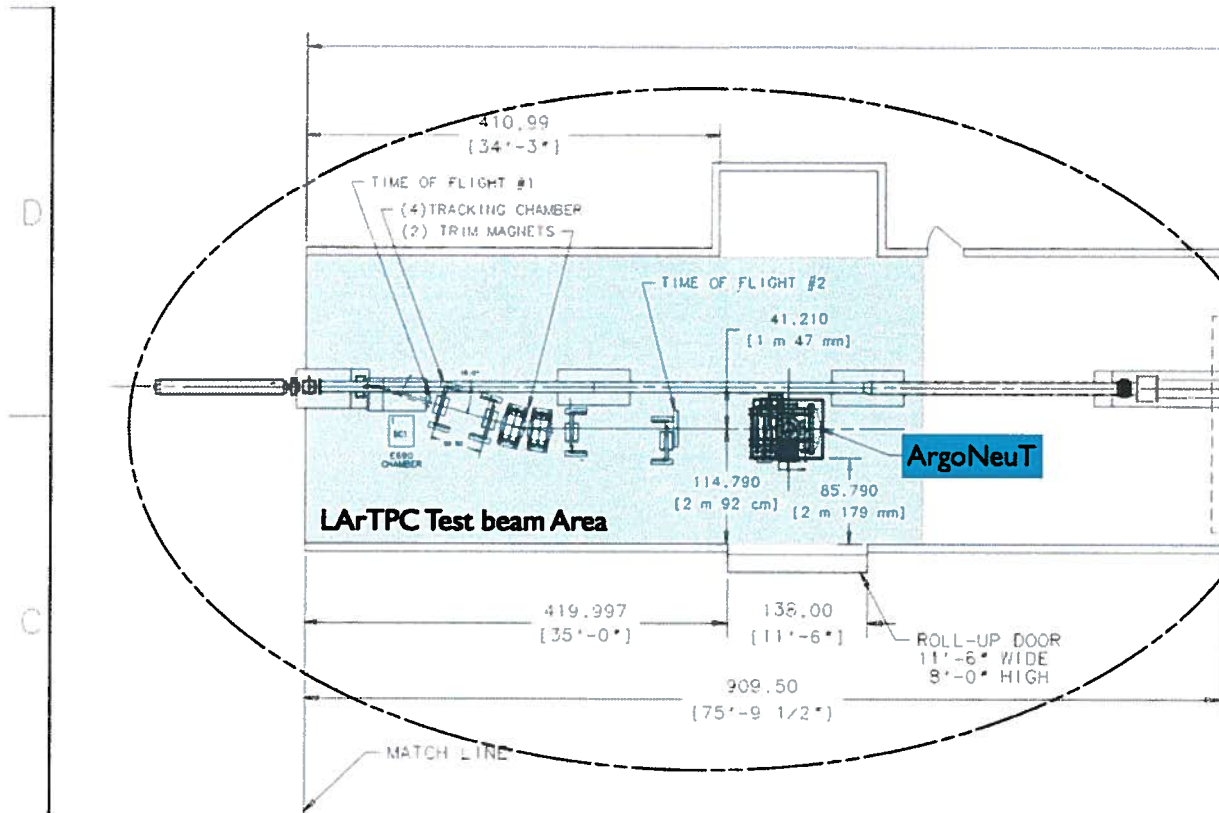 410.99
[34'-3"]
D
TIME OF FLIGHT #1
(4)TRACKING CHAMBER
(2) TRIM MAGNETS
TIME OF FLIGHT #2
41.210
[1 m 47 mm]
BC1
E690
CHAMBER
ArgoNeuT
114.790
[2 m 92 cm]
85.790
[2 m 179 mm]
LArTPC Test beam Area
C
419.997
[35'-0"]
138.00
[11'-6"]
ROLL-UP DOOR
11'-6" WIDE
8'-0" HIGH
909.50
[75'-9 1/2"]
MATCH LINE